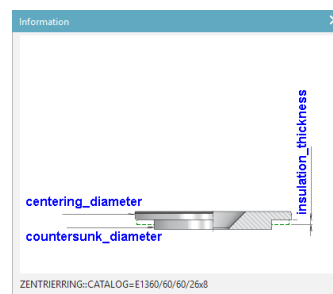 Information
insulation_thickness
centering_diameter
countersunk_diameter
ZENTRIERRING::CATALOG=E1360/60/60/26x8